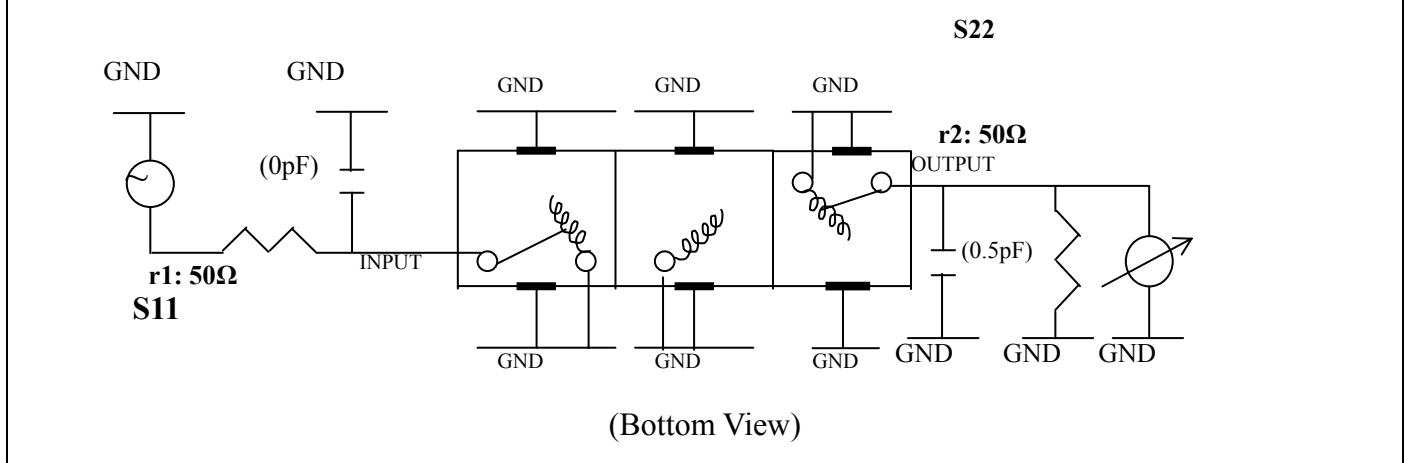 S22
GND
GND
GND
GND
GND
r2: 50Ω
(0pF)
OUTPUT
INPUT
(0.5pF)
r1: 50Ω
S11
GND
GND
GND
GND
GND
GND
(Bottom View)